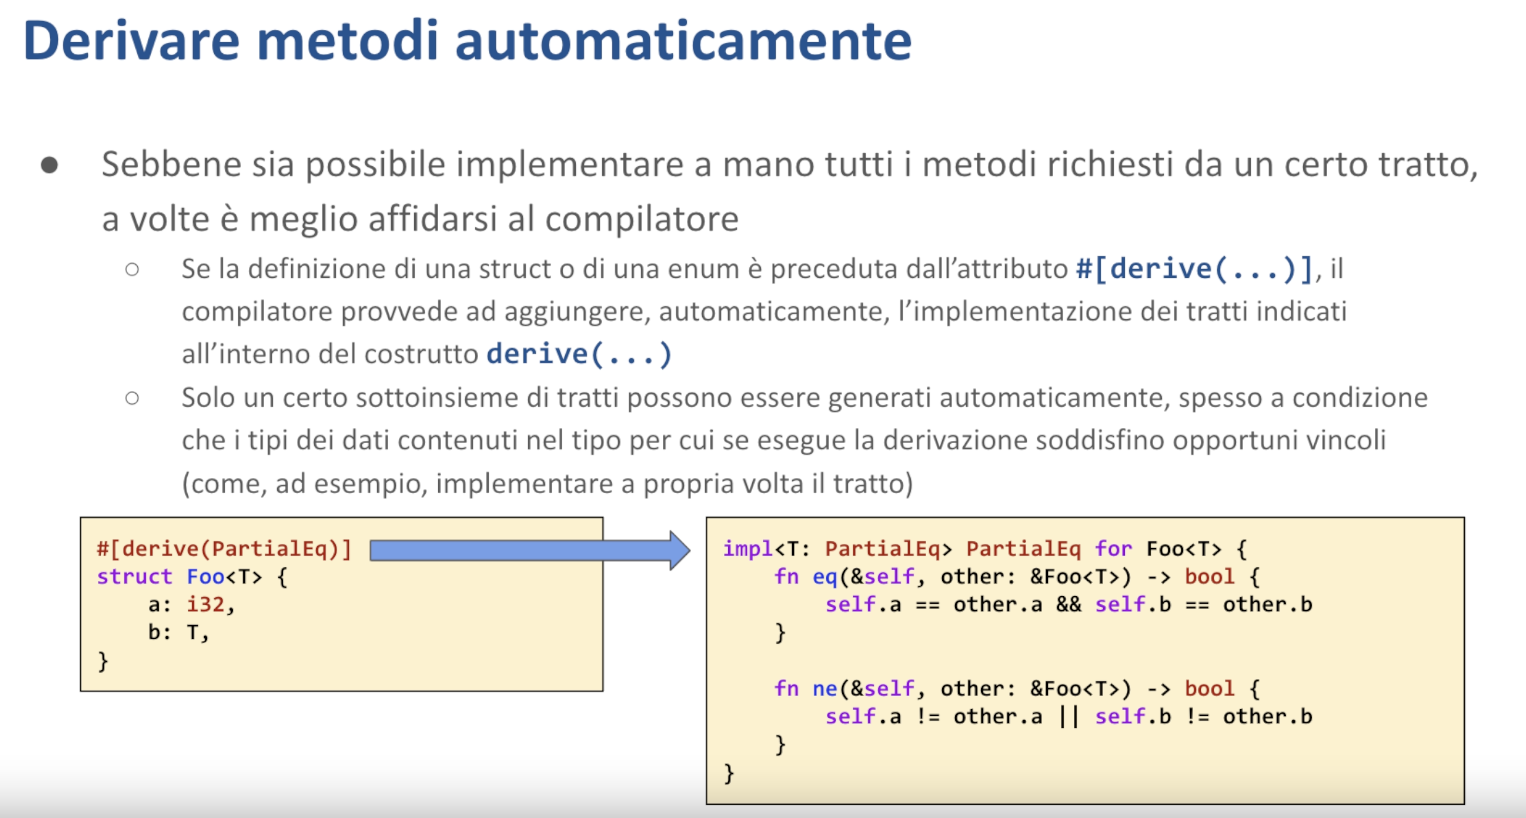 Derivare metodi automaticamente
● Sebbene sia possibile implementare a mano tutti i metodi richiesti da un certo tratto,
a volte è meglio affidarsi al compilatore
○ Se la definizione di una struct o di una enum è preceduta dall’attributo #[derive(...)], il
compilatore provvede ad aggiungere, automaticamente, l’implementazione dei tratti indicati
all’interno del costrutto derive(...)
○ Solo un certo sottoinsieme di tratti possono essere generati automaticamente, spesso a condizione
che i tipi dei dati contenuti nel tipo per cui se esegue la derivazione soddisfino opportuni vincoli
(come, ad esempio, implementare a propria volta il tratto)
#[derive(PartialEq)]
struct Foo<T> {
    a: i32,
    b: T,
}
impl<T: PartialEq> PartialEq for Foo<T> {
    fn eq(&self, other: &Foo<T>) -> bool {
        self.a == other.a && self.b == other.b
    }
    fn ne(&self, other: &Foo<T>) -> bool {
        self.a != other.a || self.b != other.b
    }
}